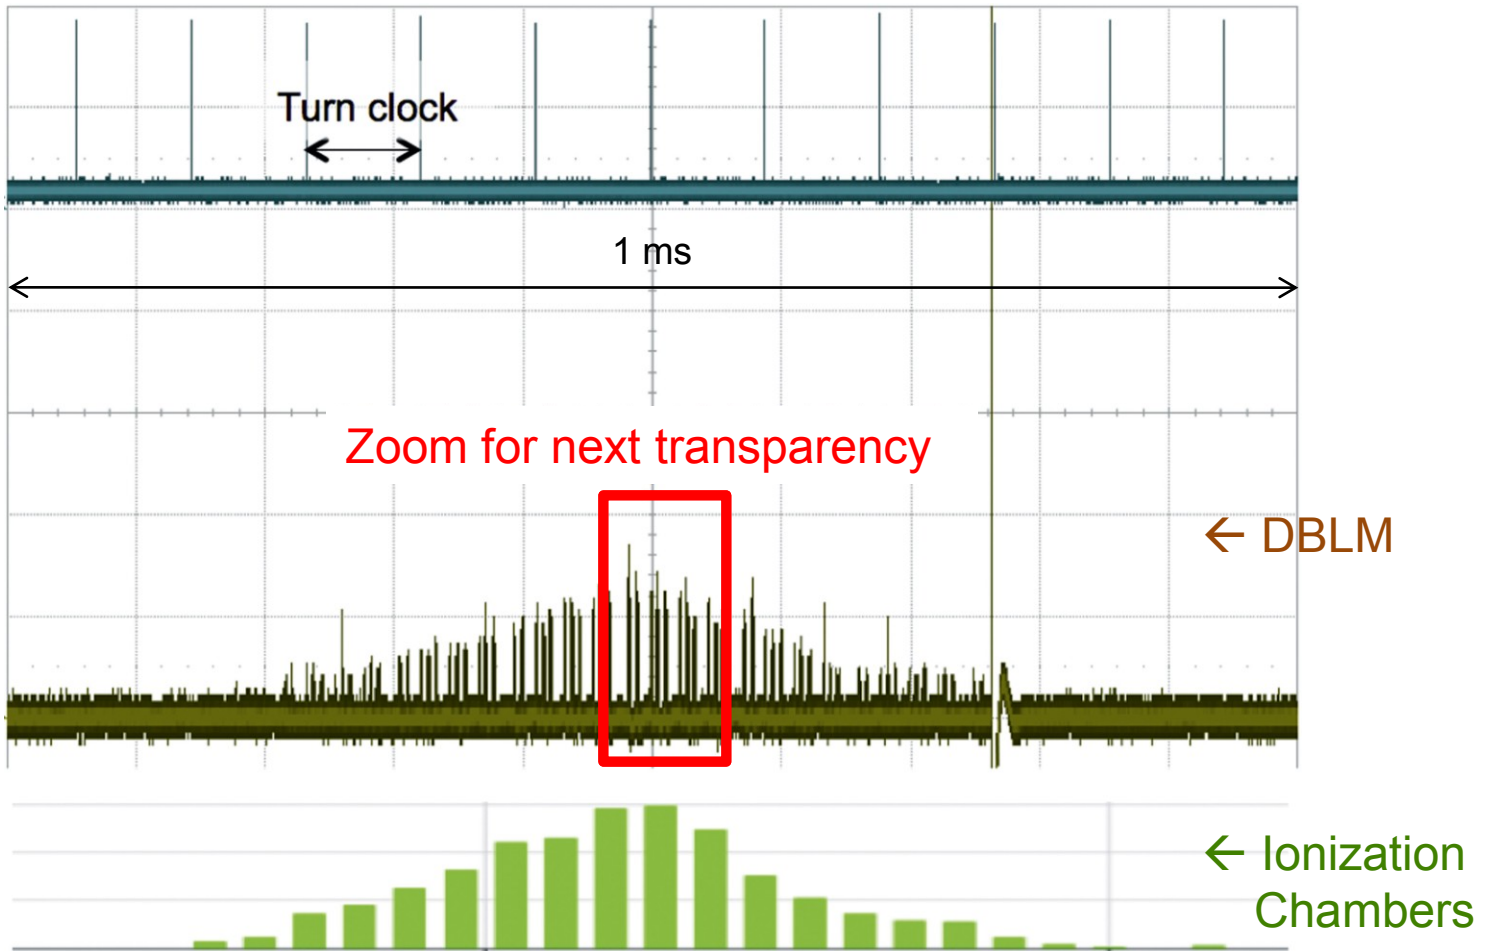 Turn clock
1 ms
Zoom for next transparency
← DBLM
← Ionization
Chambers